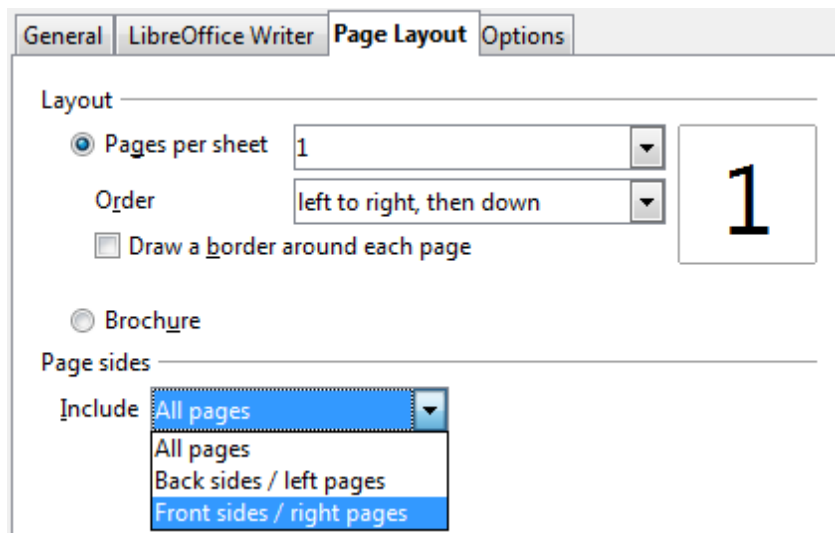 General LibreOffice Writer Page Layout Options
Layout
Pages per sheet 1
1
Order left to right, then down
Draw a border around each page
Brochure
Page sides
Include All pages
All pages
Back sides / left pages
Front sides / right pages